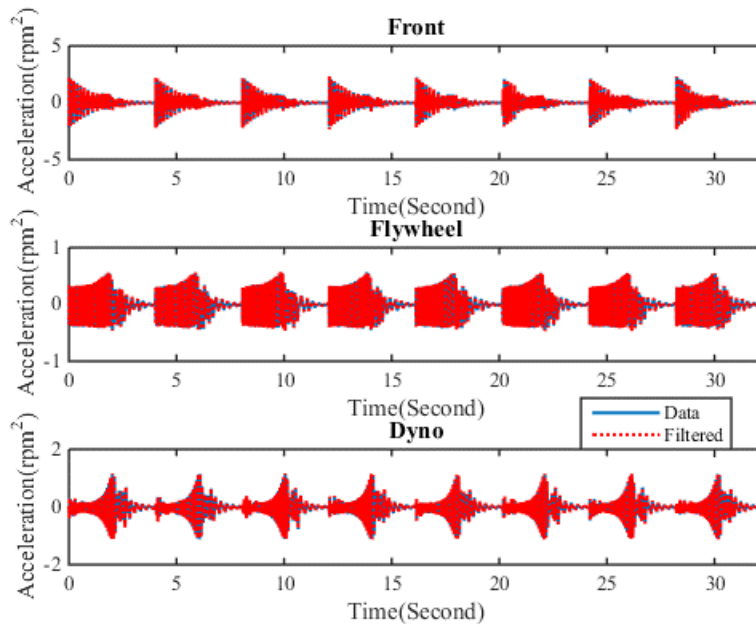 Front
Acceleration(rpm²)
5
0
-5
0 5 10 15 20 25 30
Time(Second)
Flywheel
Acceleration(rpm²)
1
0
-1
0 5 10 15 20 25 30
Time(Second)
Data
Filtered
Dyno
Acceleration(rpm²)
2
0
-2
0 5 10 15 20 25 30
Time(Second)